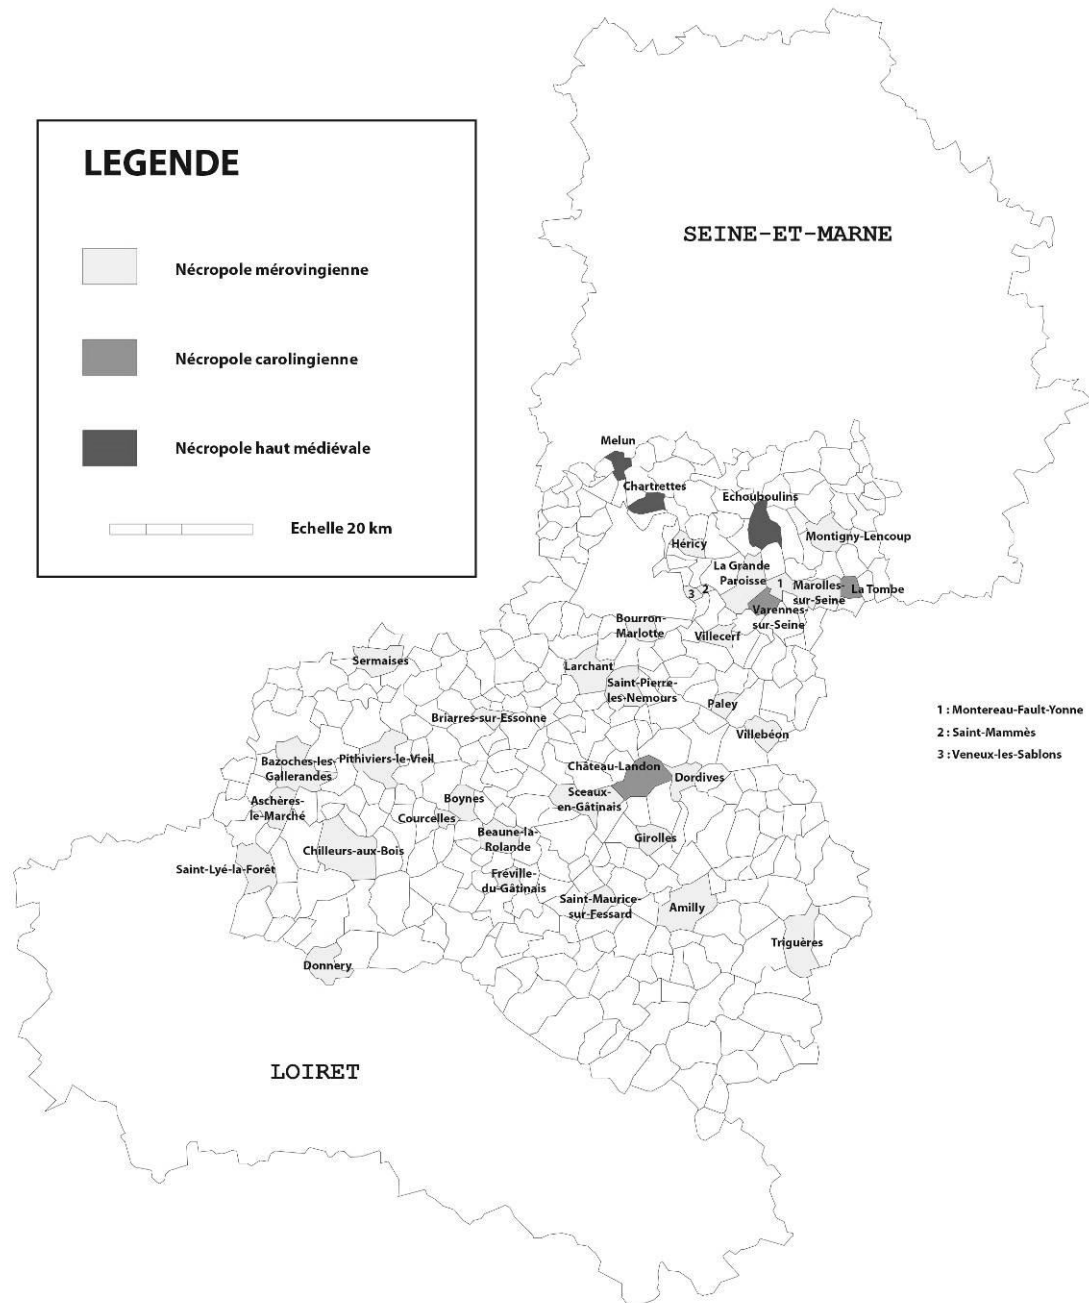 LEGENDE
Nécropole mérovingienne
Nécropole carolingienne
Nécropole haut médiévale
Echelle 20 km
SEINE-ET-MARNE
Melun
Chartrettes
Echouboulins
Héricy
Montigny-Lencoup
La Grande
Paroisse
1
2
3
Marolles-
sur-Seine
La Tombe
Varennes-
sur-Seine
Bourron-
Marlotte
Villecerf
Sermaises
Larchant
Saint-Pierre-
les-Nemours
Paley
Briarres-sur-Essonne
Villebéon
1 : Montereau-Fault-Yonne
2 : Saint-Mammès
3 : Veneux-les-Sablons
Bazoches-les
Gallerandes
Pithiviers-le-Vieil
Château-Landon
Dordives
Aschères-
le-Marché
Boynes
Sceaux-
en-Gâtinais
Courcelles
Beaune-la-
Rolande
Girolles
Chilleurs-aux-Bois
Saint-Lyé-la-Forêt
Fréville-
du-Gâtinais
Saint-Maurice-
sur-Fessard
Amilly
Triguères
Donnery
LOIRET